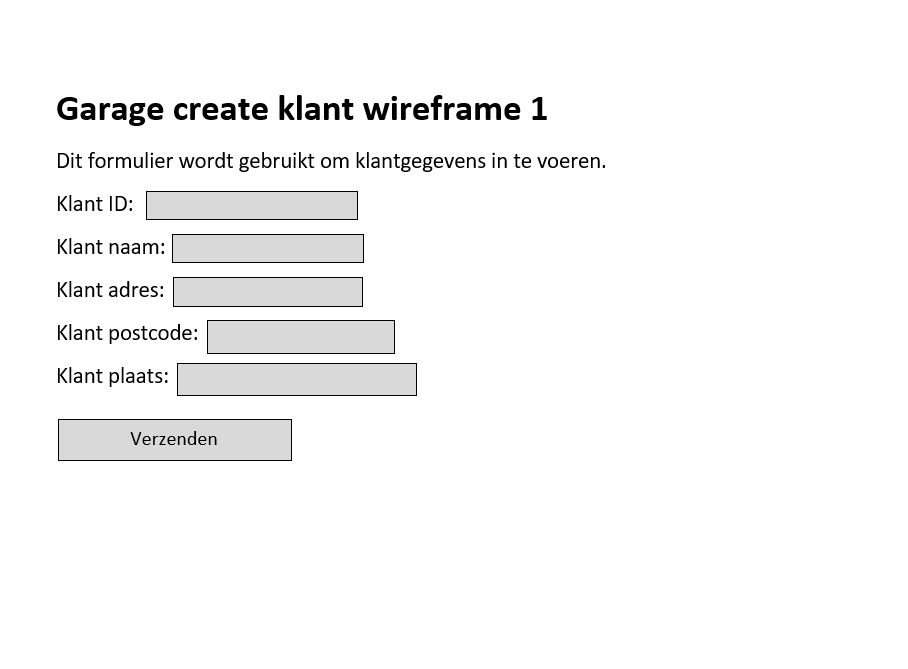 Garage create klant wireframe 1
Dit formulier wordt gebruikt om klantgegevens in te voeren.
Klant ID:
Klant naam:
Klant adres:
Klant postcode:
Klant plaats:
Verzenden